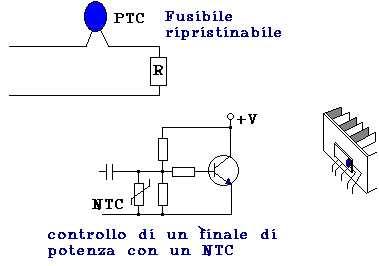 PTC
Fusibile
ripristinabile
R
+V
NTC
controllo di un finale di
potenza con un NTC